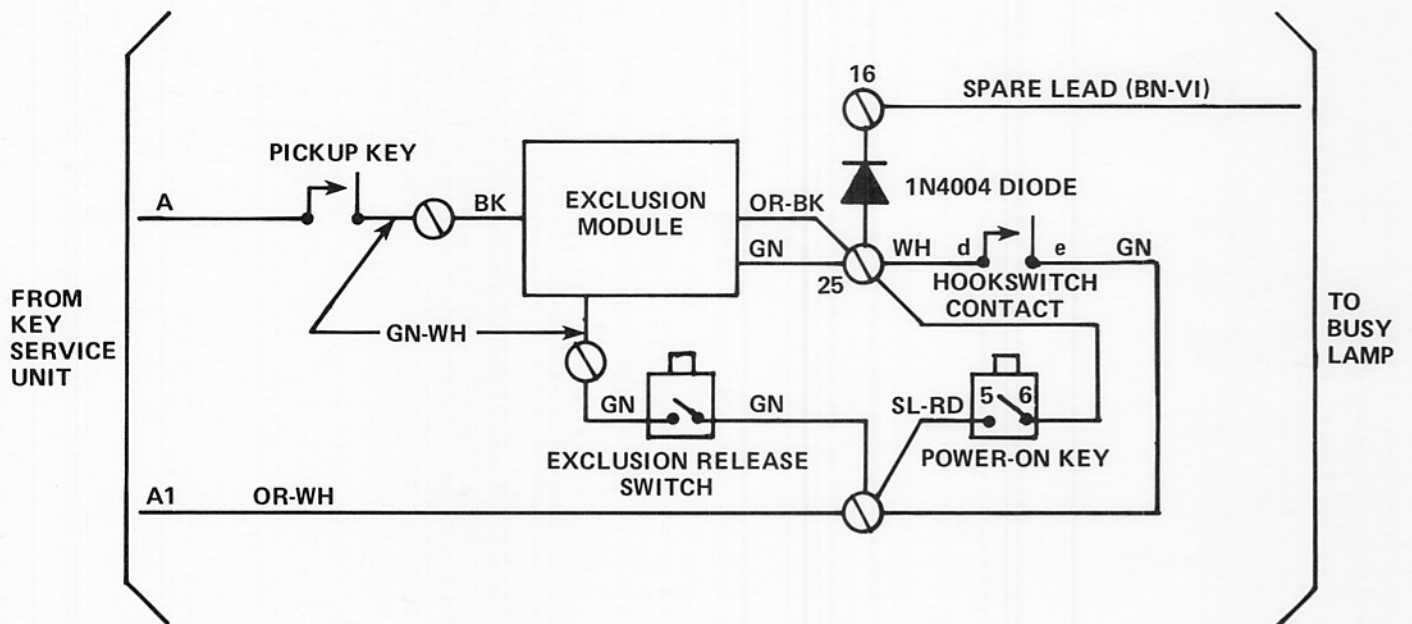 16
SPARE LEAD (BN-VI)
PICKUP KEY
1N4004 DIODE
A
BK
EXCLUSION
MODULE
OR-BK
GN
WH
d
e
GN
25
HOOKSWITCH
CONTACT
FROM
KEY
SERVICE
UNIT
GN-WH
TO
BUSY
LAMP
GN
GN
SL-RD
5
6
EXCLUSION RELEASE
SWITCH
POWER-ON KEY
A1
OR-WH